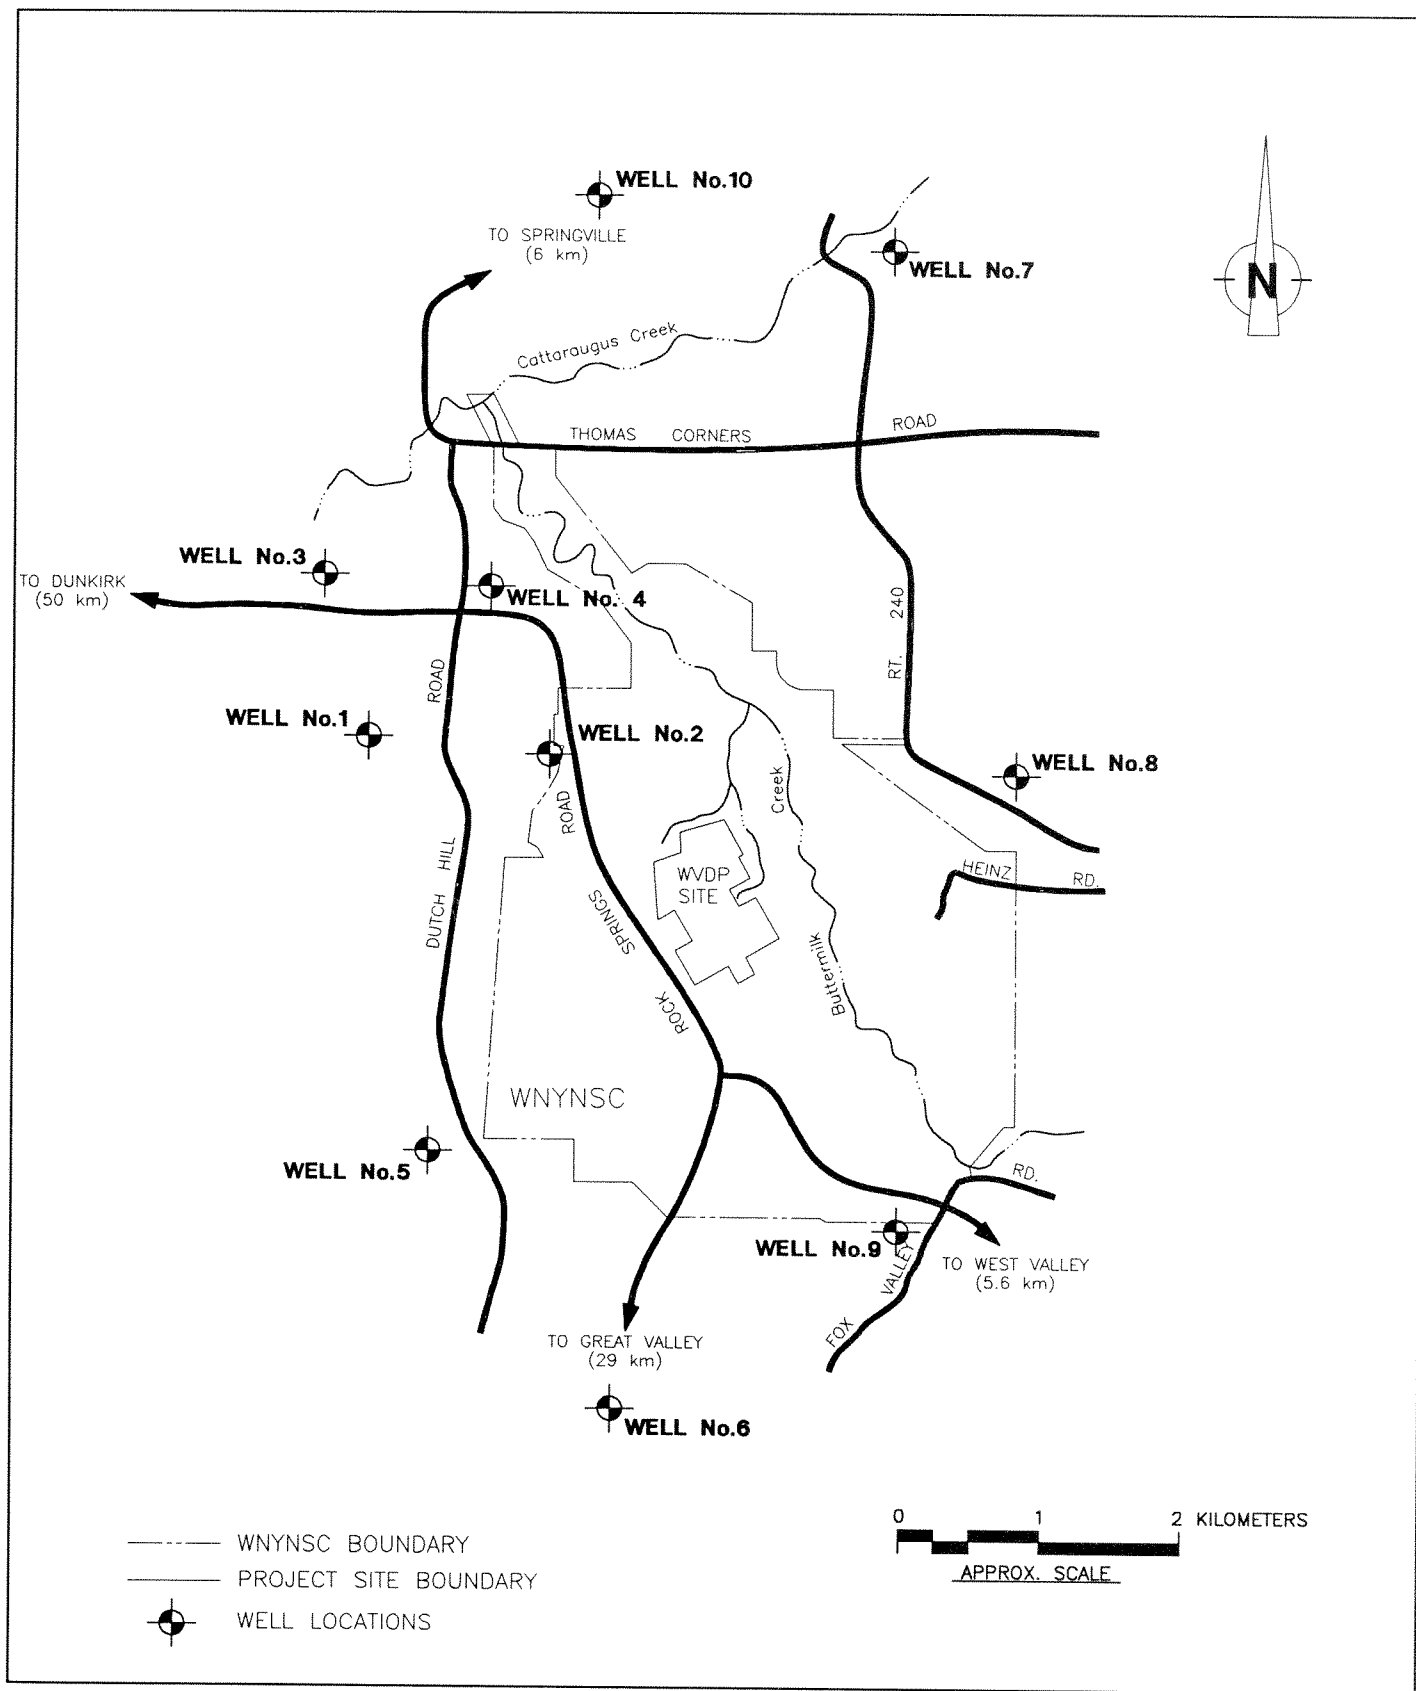 WELL No.10
TO SPRINGVILLE
(6 km)
WELL No.7
N
Cattaraugus Creek
THOMAS CORNERS ROAD
WELL No.3
TO DUNKIRK
(50 km)
WELL No. 4
RT. 240
WELL No.1
WELL No.2
WELL No.8
DUTCH HILL ROAD
ROCK SPRINGS ROAD
Buttermilk Creek
WVDP
SITE
HEINZ RD.
WNYNSC
WELL No.5
FOX VALLEY RD.
WELL No.9
TO WEST VALLEY
(5.6 km)
TO GREAT VALLEY
(29 km)
WELL No.6
0 1 2 KILOMETERS
APPROX. SCALE
WNYNSC BOUNDARY
PROJECT SITE BOUNDARY
WELL LOCATIONS